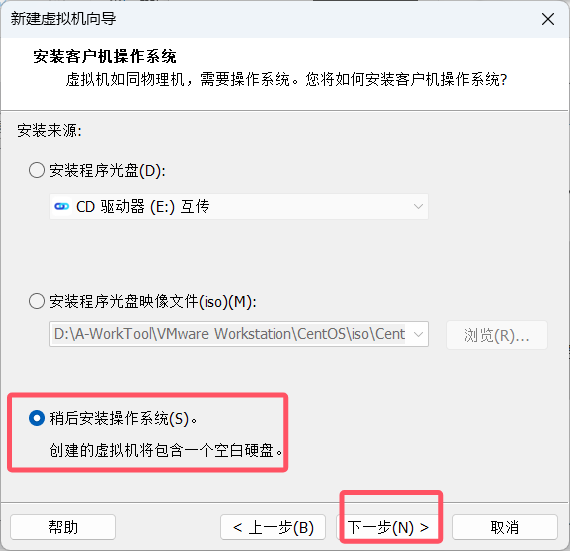 新建虚拟机向导
安装客户机操作系统
虚拟机如同物理机，需要操作系统。您将如何安装客户机操作系统?
安装来源:
安装程序光盘(D):
CD 驱动器 (E:) 互传
安装程序光盘映像文件(iso)(M):
D:\A-WorkTool\VMware Workstation\CentOS\iso\Cent
浏览(R)...
稍后安装操作系统(S)。
创建的虚拟机将包含一个空白硬盘。
帮助
< 上一步(B)
下一步(N) >
取消